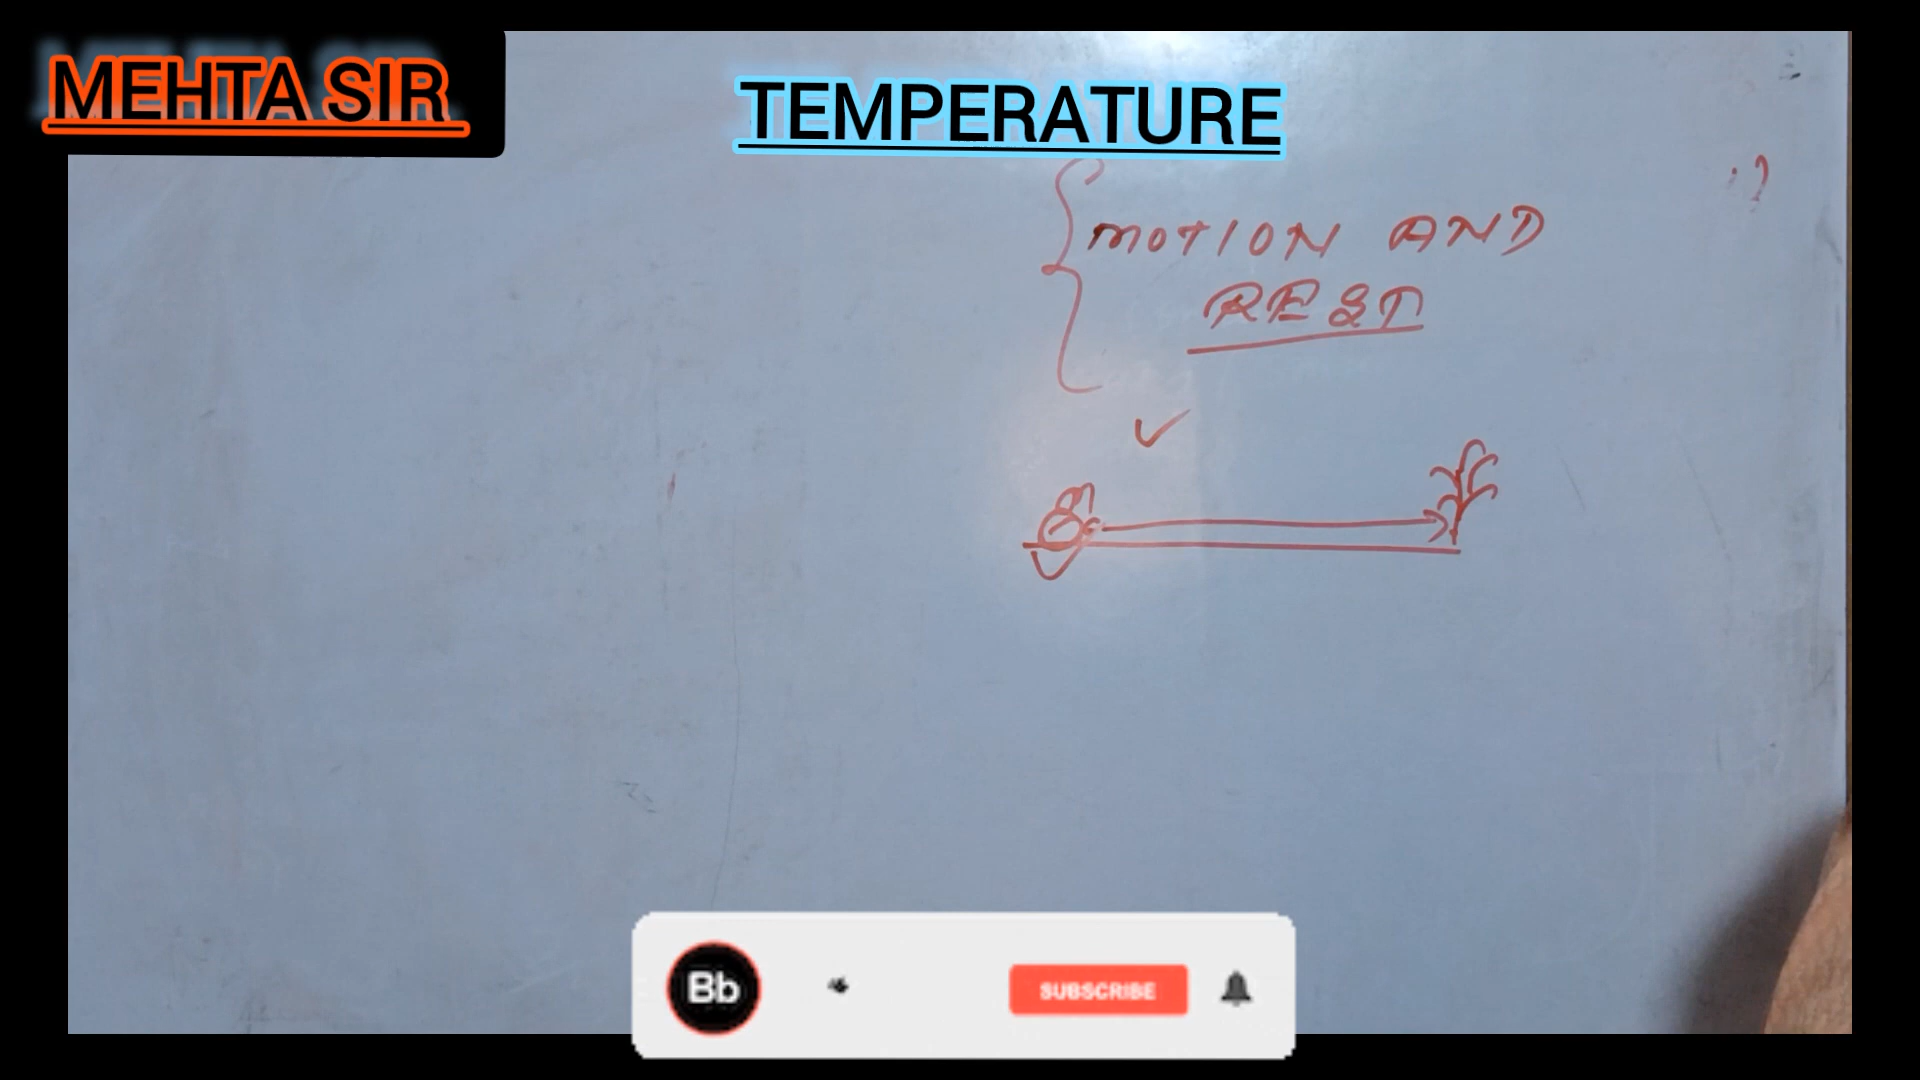 MEHTA SIR
TEMPERATURE
MOTION AND
REST
Bb
SUBSCRIBE